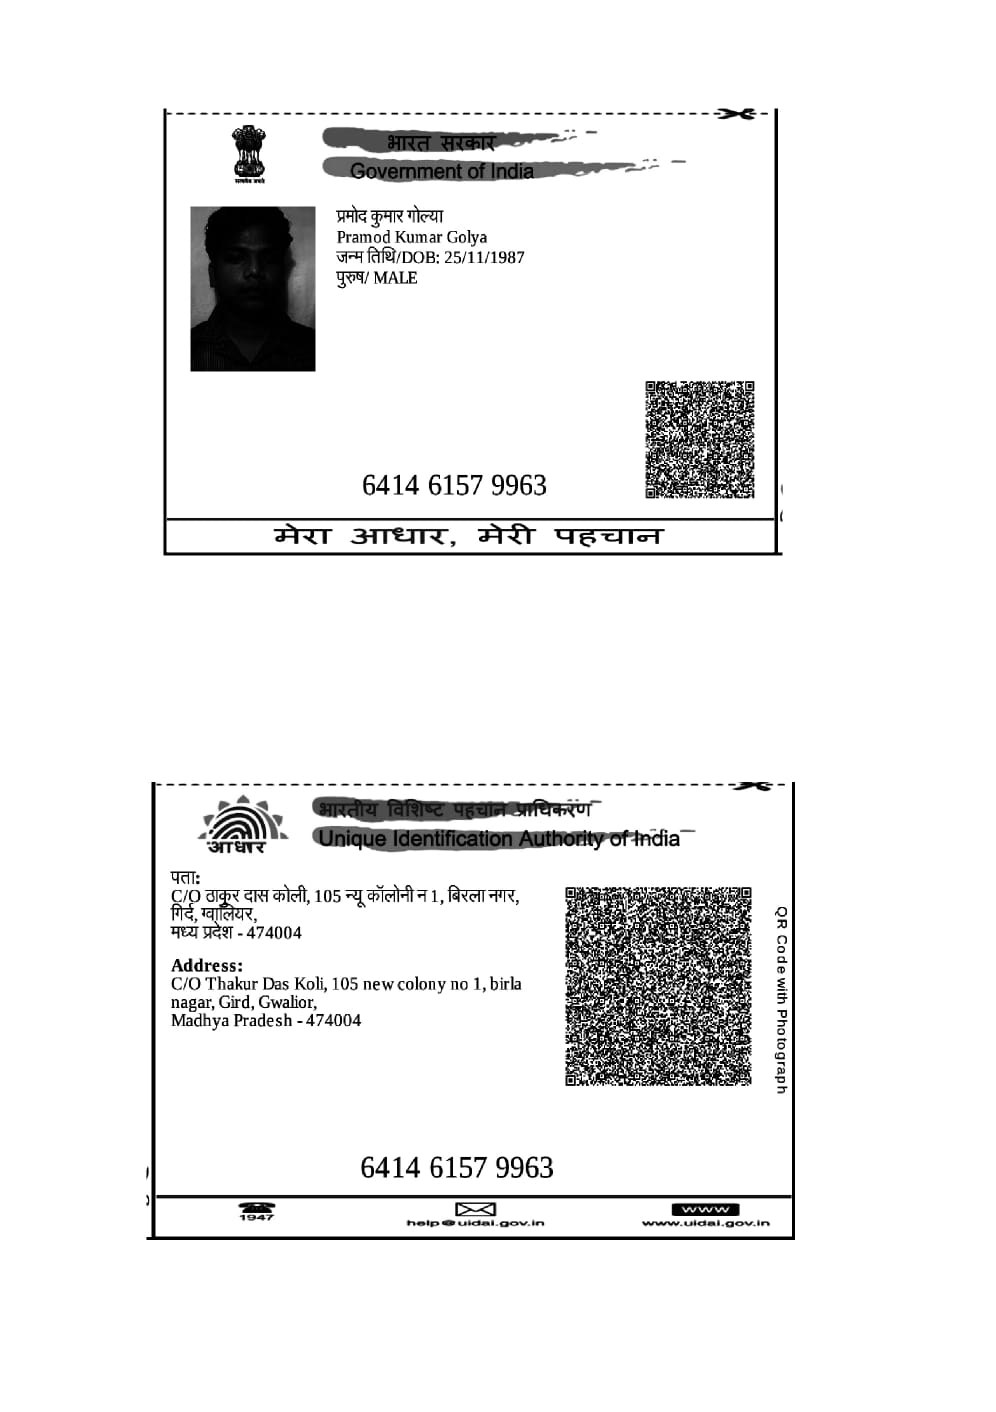 सत्यमेव जयते
भारत सरकार
Government of India
प्रमोद कुमार गोल्या
Pramod Kumar Golya
जन्म तिथि/DOB: 25/11/1987
पुरुष/ MALE
6414 6157 9963
मेरा आधार, मेरी पहचान
भारतीय विशिष्ट पहचान प्राधिकरण
Unique Identification Authority of India
आधार
पता:
C/O ठाकुर दास कोली, 105 न्यू कॉलोनी न 1, बिरला नगर,
गिर्द, ग्वालियर,
मध्य प्रदेश - 474004
Address:
C/O Thakur Das Koli, 105 new colony no 1, birla
nagar, Gird, Gwalior,
Madhya Pradesh - 474004
QR Code with Photograph
6414 6157 9963
1947
help@uidai.gov.in
www
www.uidai.gov.in